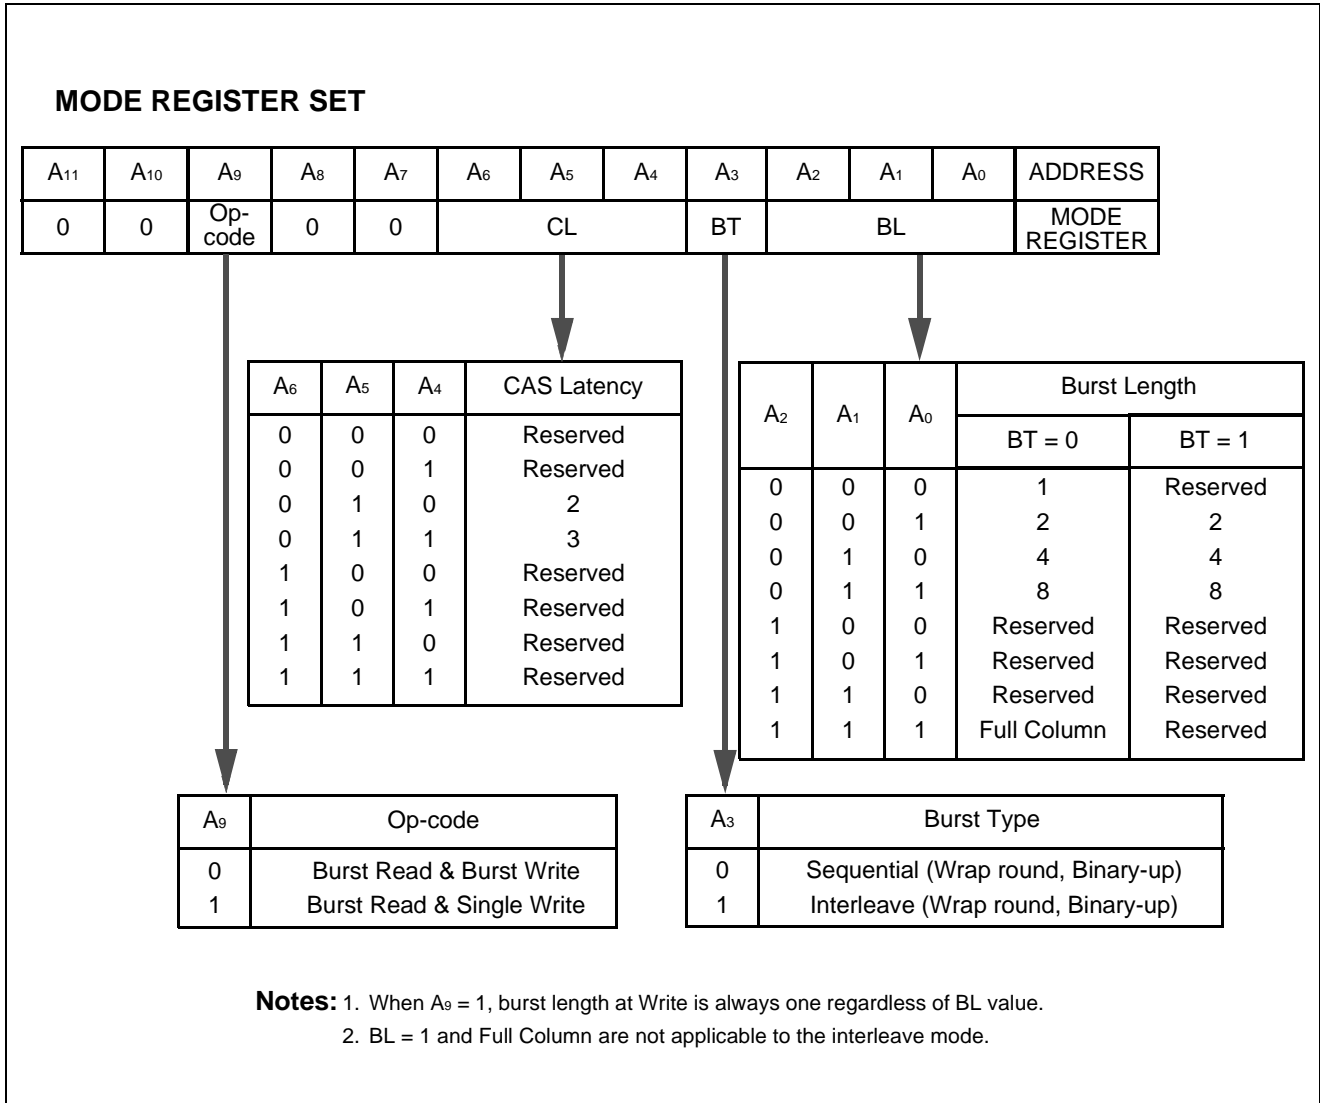 MODE REGISTER SET
A11 A10 A9 A8 A7 A6 A5 A4 A3 A2 A1 A0 ADDRESS
0 0 Op-code 0 0 CL BT BL MODE REGISTER
A6 A5 A4 CAS Latency
0 0 0 Reserved
0 0 1 Reserved
0 1 0 2
0 1 1 3
1 0 0 Reserved
1 0 1 Reserved
1 1 0 Reserved
1 1 1 Reserved
A2 A1 A0 Burst Length
BT = 0 BT = 1
0 0 0 1 Reserved
0 0 1 2 2
0 1 0 4 4
0 1 1 8 8
1 0 0 Reserved Reserved
1 0 1 Reserved Reserved
1 1 0 Reserved Reserved
1 1 1 Full Column Reserved
A9 Op-code
0 Burst Read & Burst Write
1 Burst Read & Single Write
A3 Burst Type
0 Sequential (Wrap round, Binary-up)
1 Interleave (Wrap round, Binary-up)
Notes: 1. When A9 = 1, burst length at Write is always one regardless of BL value.
2. BL = 1 and Full Column are not applicable to the interleave mode.